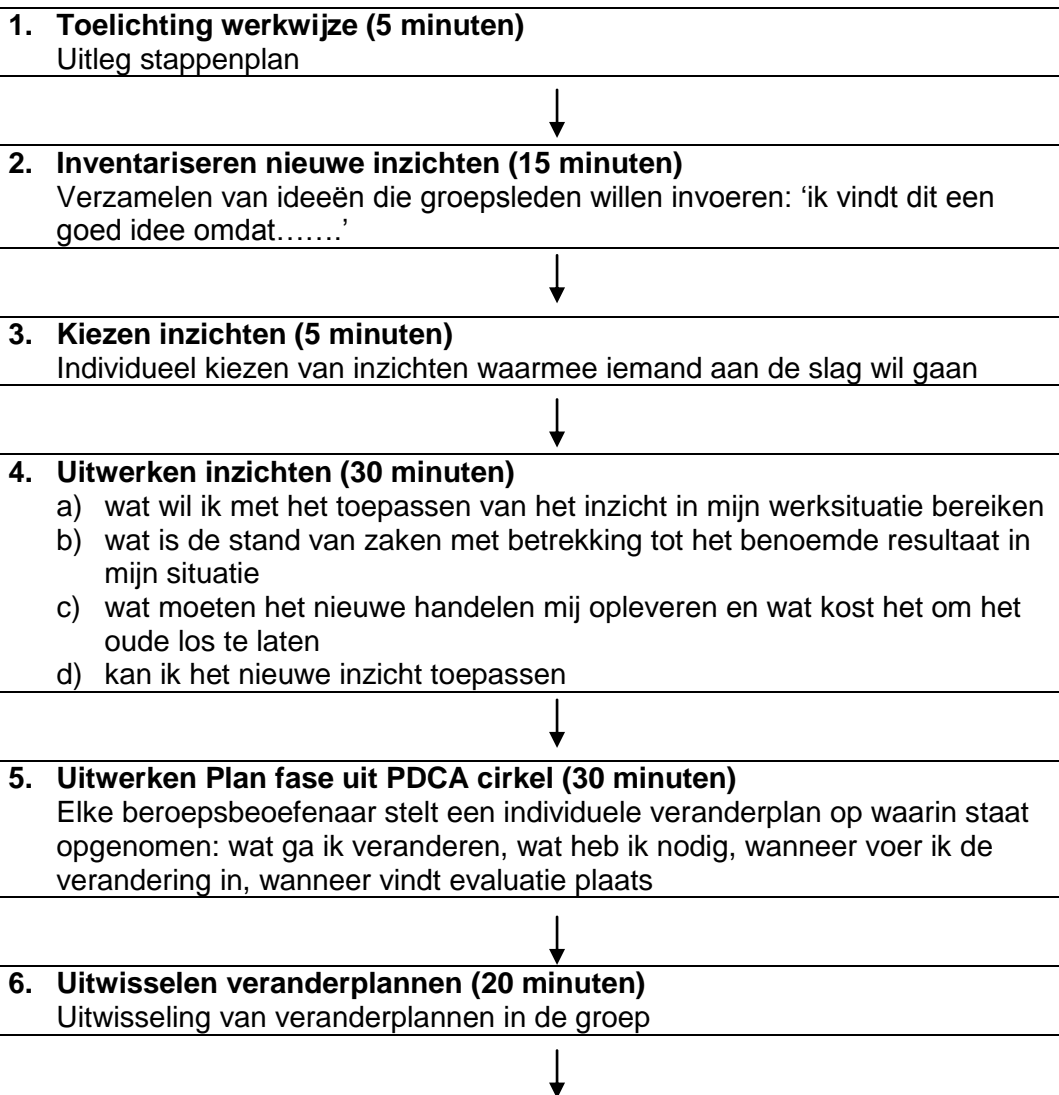 1. Toelichting werkwijze (5 minuten)
Uitleg stappenplan
2. Inventariseren nieuwe inzichten (15 minuten)
Verzamelen van ideeën die groepsleden willen invoeren: ‘ik vindt dit een
goed idee omdat…….’
3. Kiezen inzichten (5 minuten)
Individueel kiezen van inzichten waarmee iemand aan de slag wil gaan
4. Uitwerken inzichten (30 minuten)
a) wat wil ik met het toepassen van het inzicht in mijn werksituatie bereiken
b) wat is de stand van zaken met betrekking tot het benoemde resultaat in
mijn situatie
c) wat moeten het nieuwe handelen mij opleveren en wat kost het om het
oude los te laten
d) kan ik het nieuwe inzicht toepassen
5. Uitwerken Plan fase uit PDCA cirkel (30 minuten)
Elke beroepsbeoefenaar stelt een individuele veranderplan op waarin staat
opgenomen: wat ga ik veranderen, wat heb ik nodig, wanneer voer ik de
verandering in, wanneer vindt evaluatie plaats
6. Uitwisselen veranderplannen (20 minuten)
Uitwisseling van veranderplannen in de groep